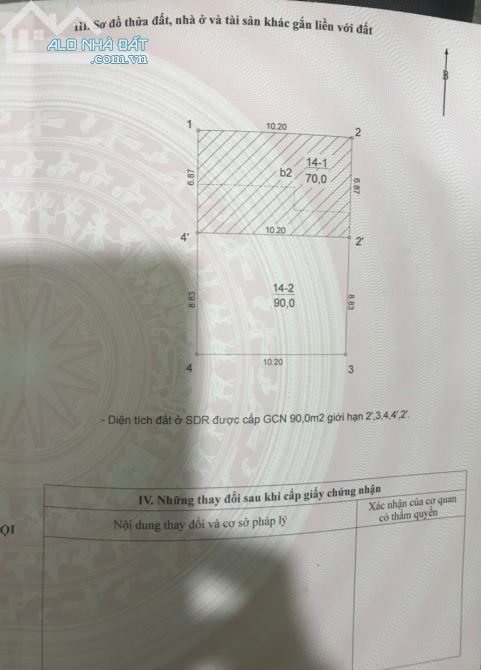 III. Sơ đồ thửa đất, nhà ở và tài sản khác gắn liền với đất
ALO NHÀ ĐẤT
.com.vn
B
1
10.20
2
14-1
70,0
b2
6.87
6.87
4'
10.20
2'
14-2
90,0
8.83
8.83
4
10.20
3
- Diện tích đất ở SDR được cấp GCN 90,0m2 giới hạn 2',3,4,4',2'.
IV. Những thay đổi sau khi cấp giấy chứng nhận
Nội dung thay đổi và cơ sở pháp lý
Xác nhận của cơ quan
có thẩm quyền
ỘI